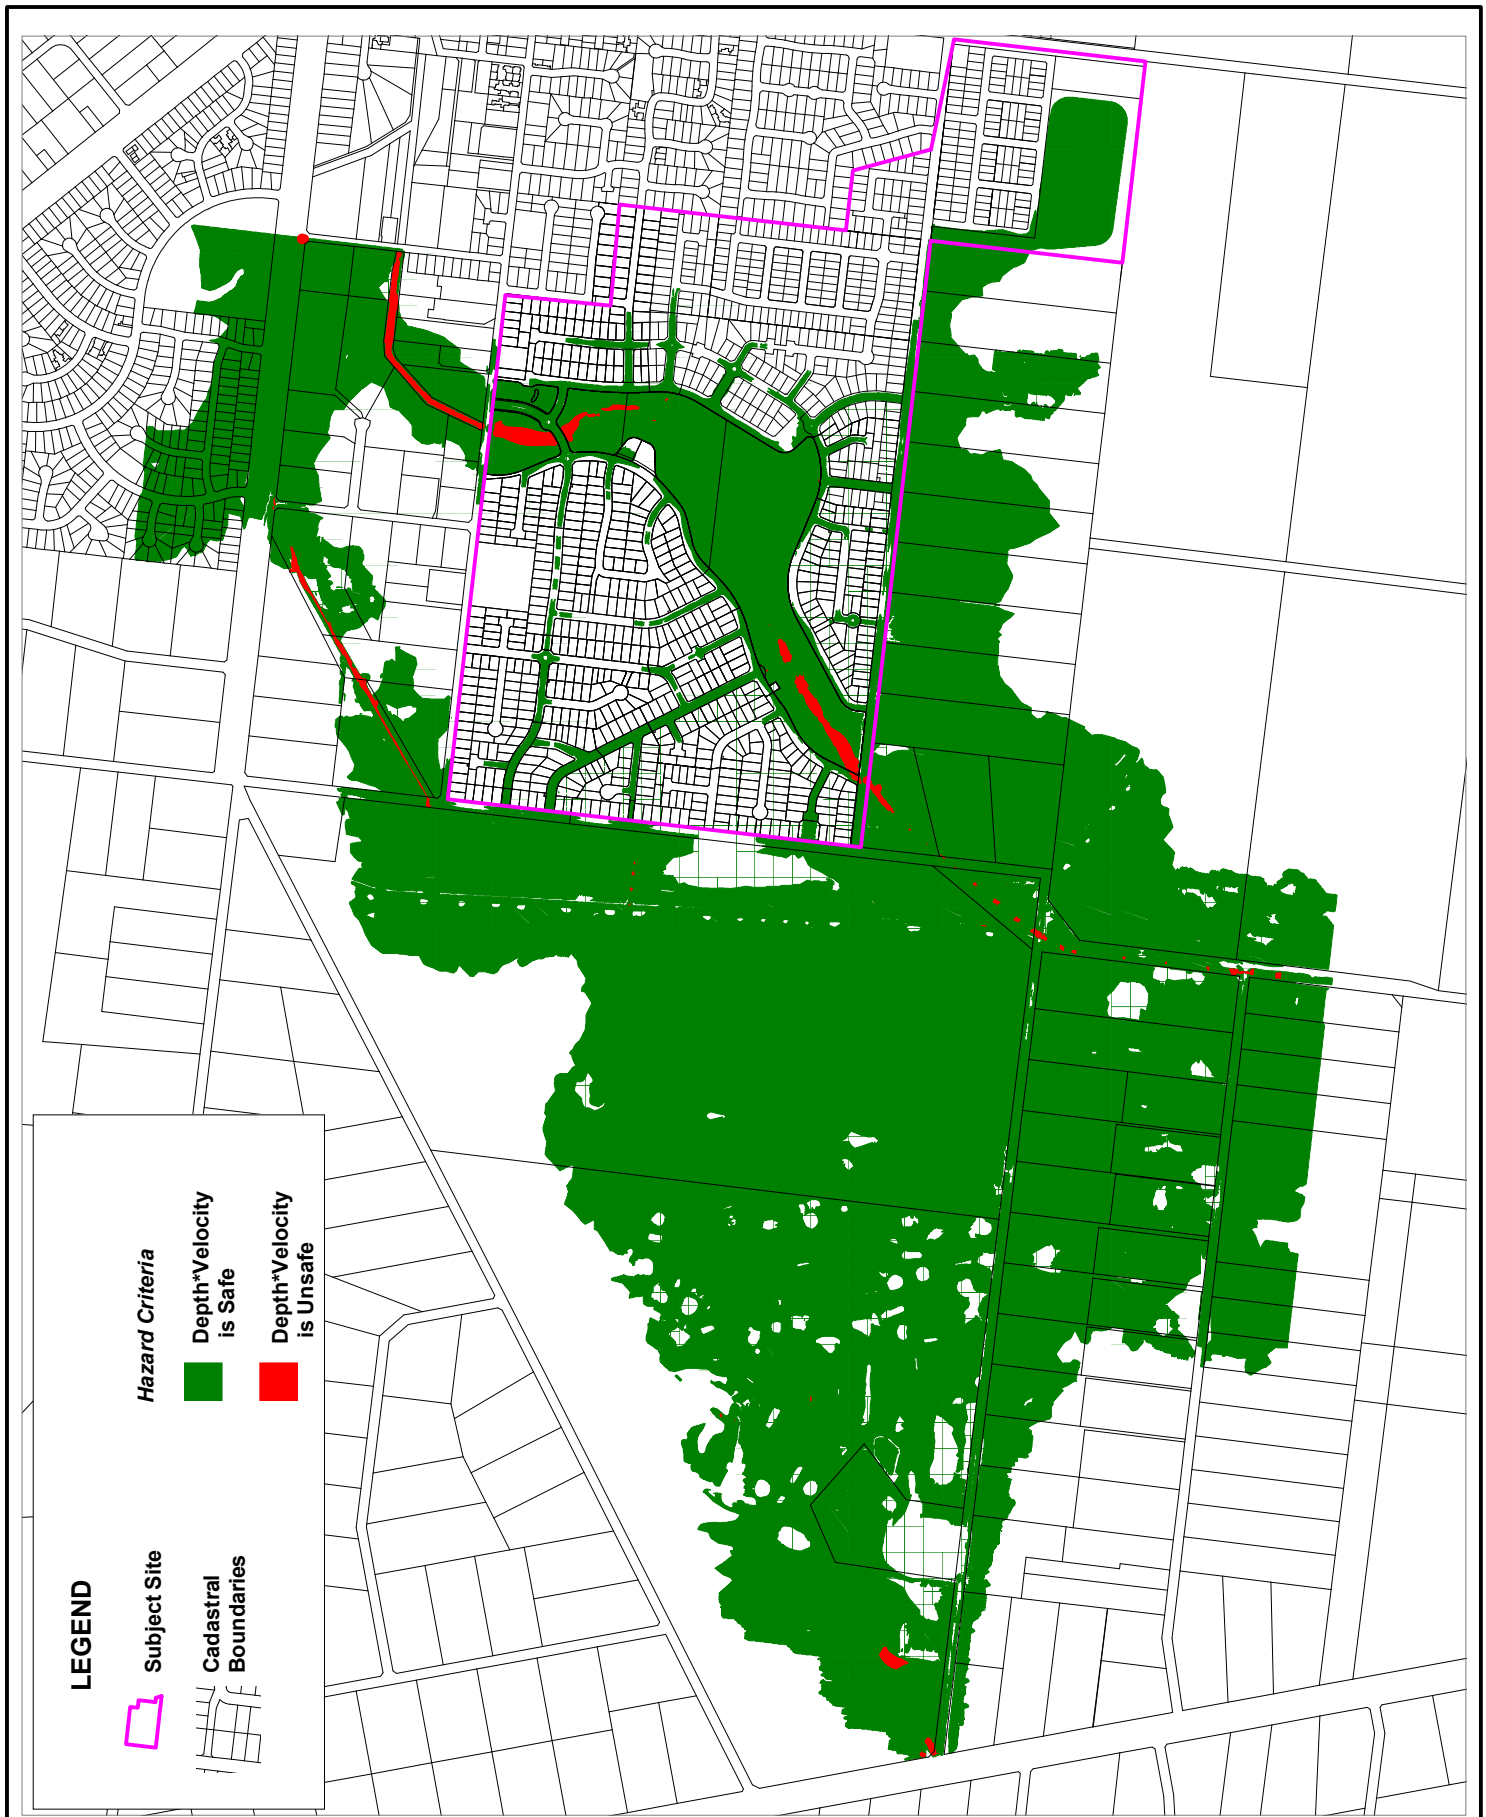 LEGEND
Subject Site
Cadastral
Boundaries
Hazard Criteria
Depth*Velocity
is Safe
Depth*Velocity
is Unsafe